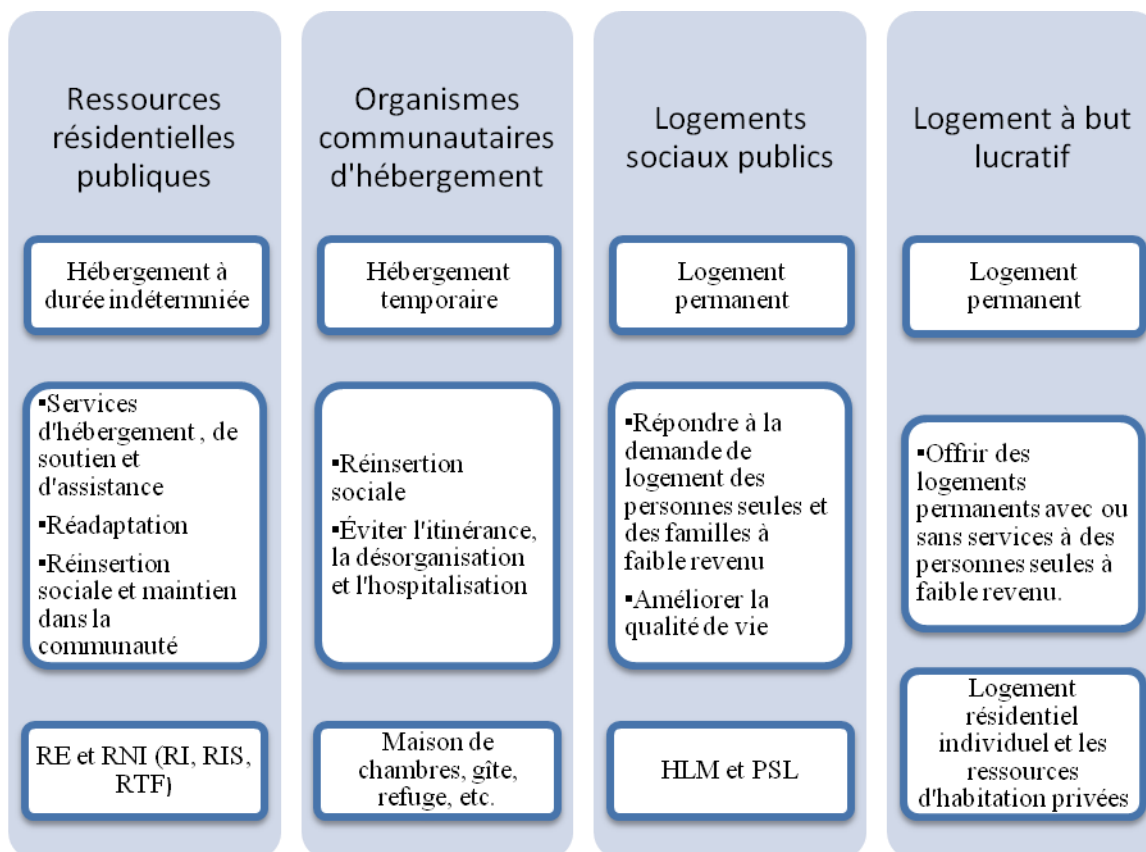 Ressources
résidentielles
publiques
Hébergement à
durée indétermniée
▪Services
d'hébergement , de
soutien et
d'assistance
▪Réadaptation
▪Réinsertion
sociale et maintien
dans la
communauté
RE et RNI (RI, RIS,
RTF)
Organismes
communautaires
d'hébergement
Hébergement
temporaire
▪Réinsertion
sociale
▪Éviter l'itinérance,
la désorganisation
et l'hospitalisation
Maison de
chambres, gîte,
refuge, etc.
Logements
sociaux publics
Logement
permanent
▪Répondre à la
demande de
logement des
personnes seules et
des familles à
faible revenu
▪Améliorer la
qualité de vie
HLM et PSL
Logement à but
lucratif
Logement
permanent
▪Offrir des
logements
permanents avec ou
sans services à des
personnes seules à
faible revenu.
Logement
résidentiel
individuel et les
ressources
d'habitation privées